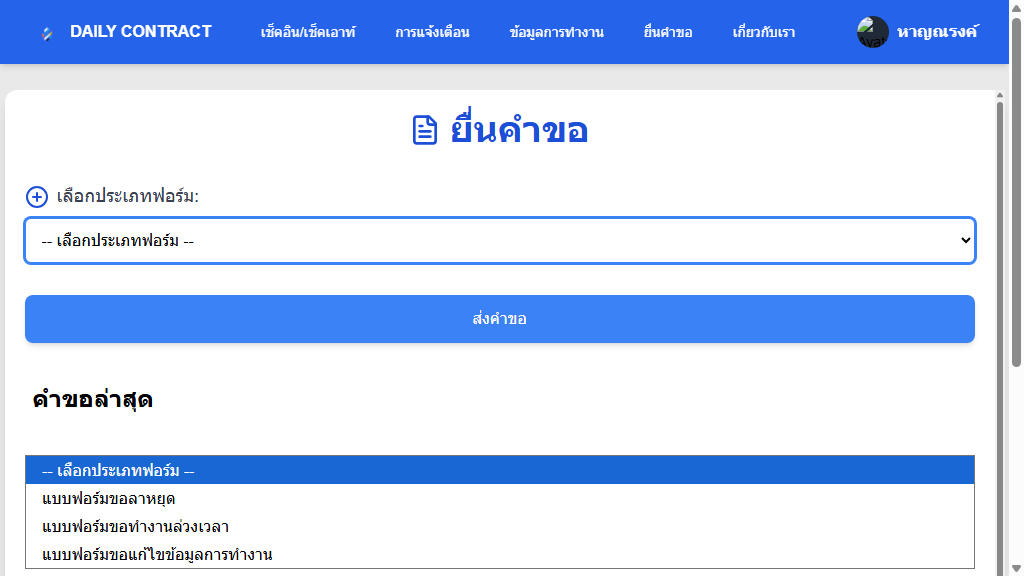 DAILY CONTRACT เช็คอิน/เช็คเอาท์ การแจ้งเตือน ข้อมูลการทำงาน ยื่นคำขอ เกี่ยวกับเรา หาญณรงค์
ยื่นคำขอ
เลือกประเภทฟอร์ม:
-- เลือกประเภทฟอร์ม --
ส่งคำขอ
คำขอล่าสุด
-- เลือกประเภทฟอร์ม --
แบบฟอร์มขอลาหยุด
แบบฟอร์มขอทำงานล่วงเวลา
แบบฟอร์มขอแก้ไขข้อมูลการทำงาน